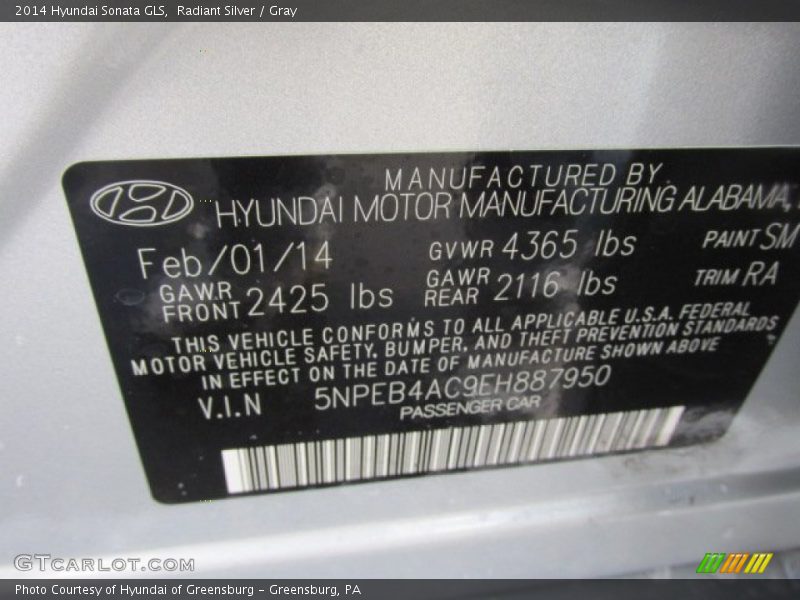 2014 Hyundai Sonata GLS, Radiant Silver / Gray
MANUFACTURED BY
HYUNDAI MOTOR MANUFACTURING ALABAMA,
Feb/01/14 GVWR 4365 lbs PAINT SM
GAWR FRONT 2425 lbs GAWR REAR 2116 lbs TRIM RA
THIS VEHICLE CONFORMS TO ALL APPLICABLE U.S.A. FEDERAL
MOTOR VEHICLE SAFETY, BUMPER, AND THEFT PREVENTION STANDARDS
IN EFFECT ON THE DATE OF MANUFACTURE SHOWN ABOVE
V.I.N 5NPEB4AC9EH887950
PASSENGER CAR
GTCARLOT.COM
Photo Courtesy of Hyundai of Greensburg - Greensburg, PA